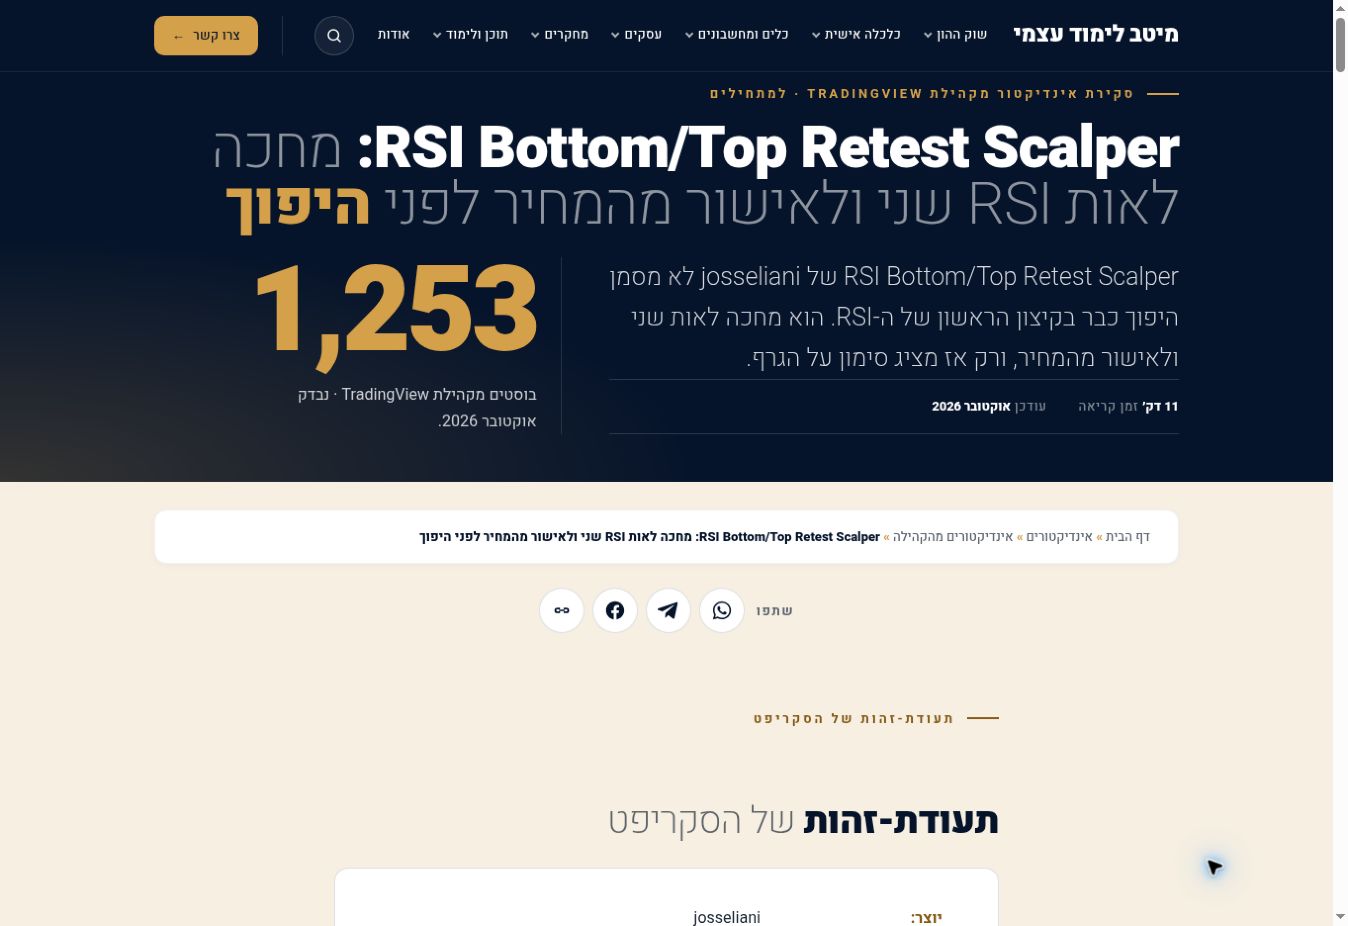 מיטב לימוד עצמי
שוק ההון
כלכלה אישית
כלים ומחשבונים
עסקים
מחקרים
תוכן ולימוד
אודות
צרו קשר ←
סקירת אינדיקטור מקהילת TRADINGVIEW · למתחילים
RSI Bottom/Top Retest Scalper: מחכה
לאות RSI שני ולאישור מהמחיר לפני היפוך
RSI Bottom/Top Retest Scalper של josseliani לא מסמן
היפוך כבר בקיצון הראשון של ה-RSI. הוא מחכה לאות שני
ולאישור מהמחיר, ורק אז מציג סימון על הגרף.
11 דק׳ זמן קריאה
עודכן אוקטובר 2026
1,253
בוסטים מקהילת TradingView · נבדק
אוקטובר 2026.
דף הבית » אינדיקטורים » אינדיקטורים מהקהילה » RSI Bottom/Top Retest Scalper: מחכה לאות RSI שני ולאישור מהמחיר לפני היפוך
שתפו
תעודת-זהות של הסקריפט
תעודת-זהות של הסקריפט
יוצר: josseliani